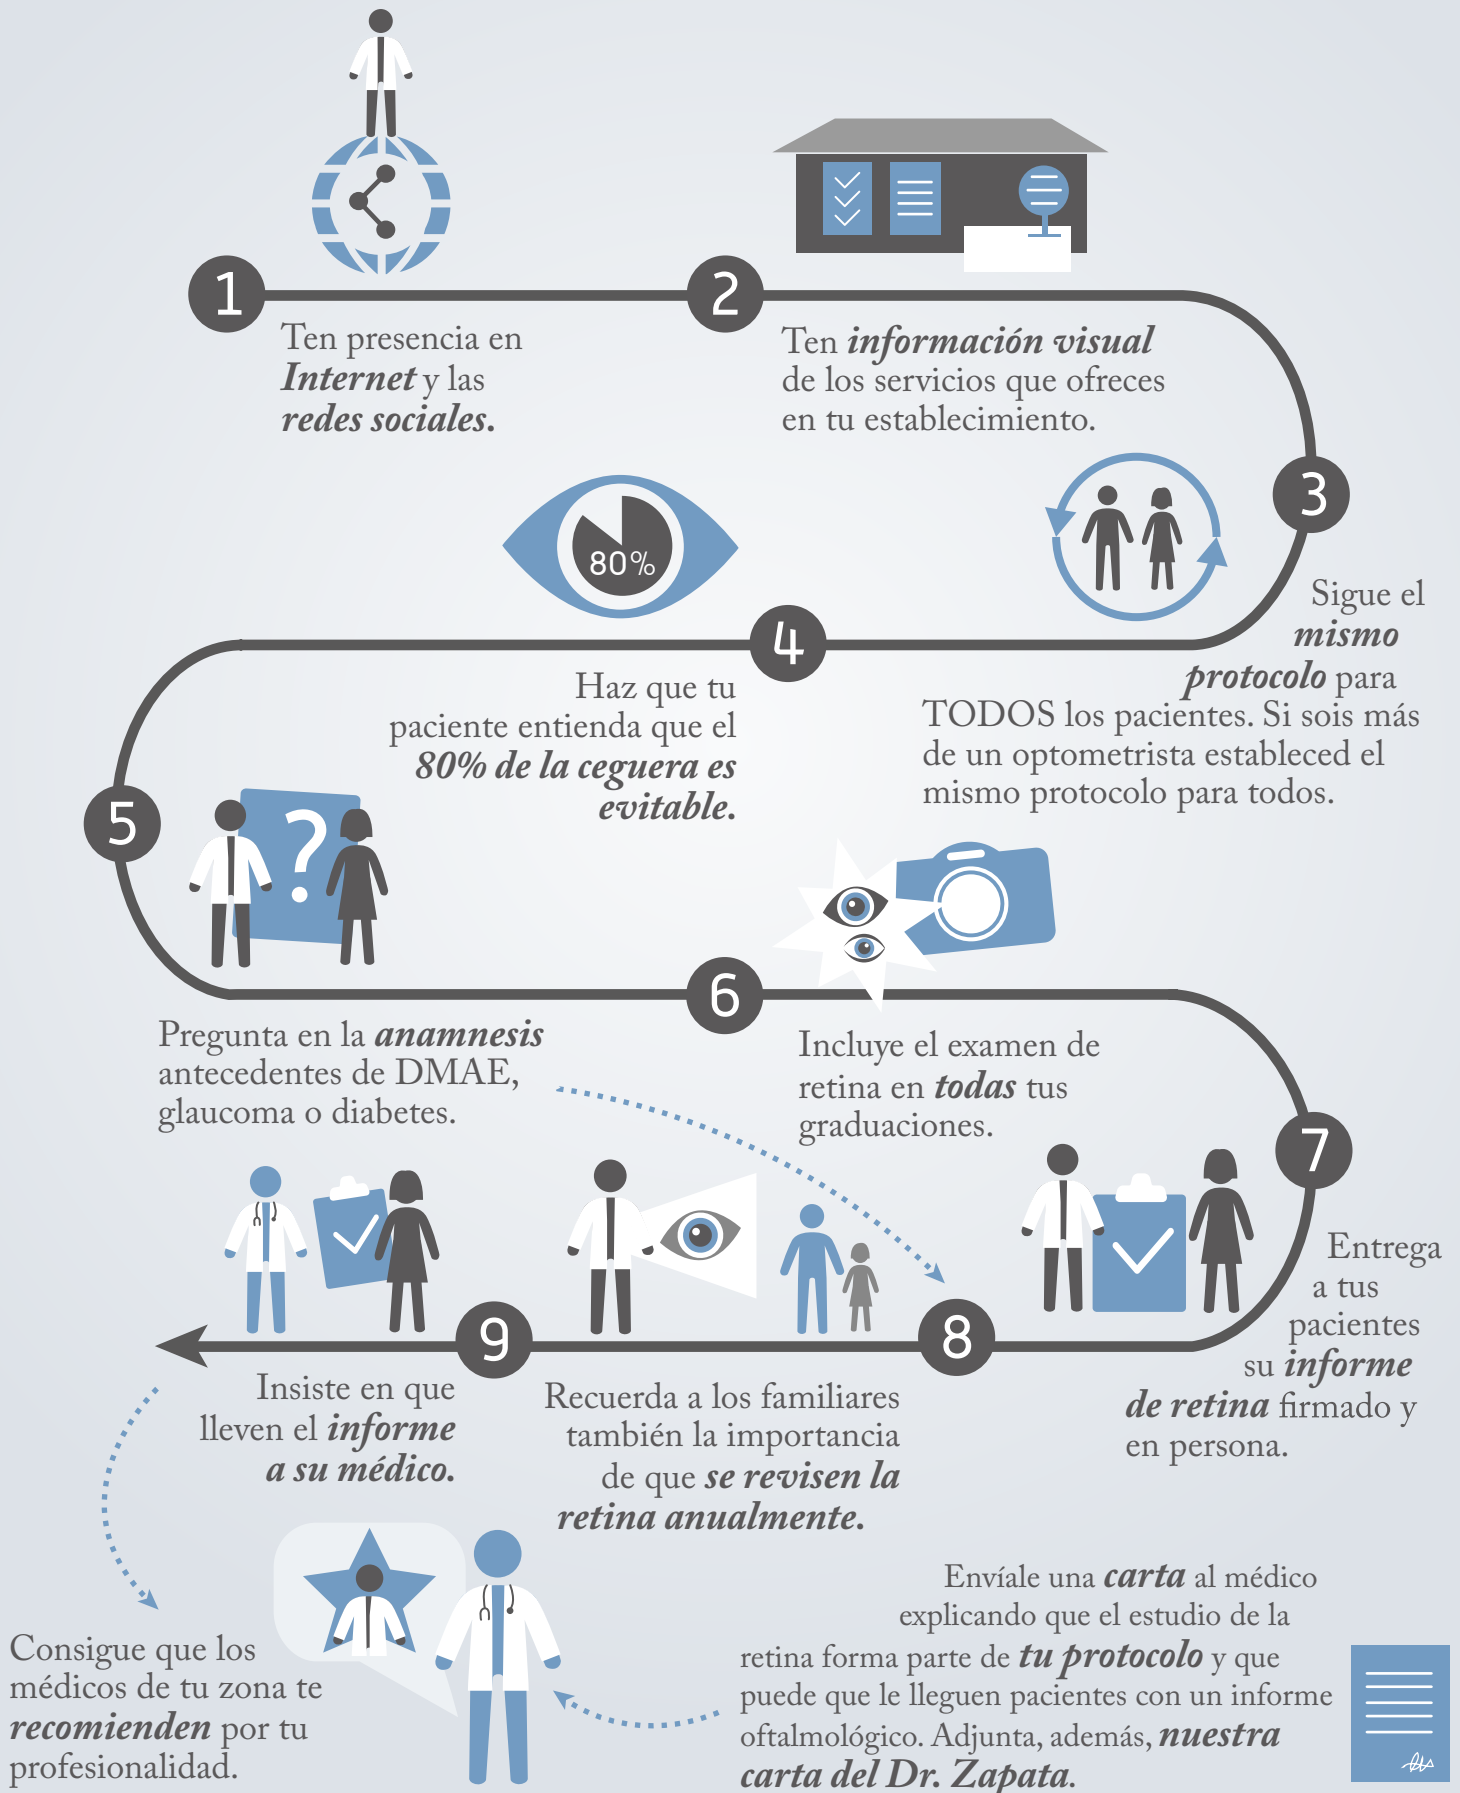 1
Ten presencia en
Internet y las
redes sociales.
2
Ten información visual
de los servicios que ofreces
en tu establecimiento.
3
Sigue el
mismo
protocolo para
TODOS los pacientes. Si sois más
de un optometrista estableced el
mismo protocolo para todos.
80%
4
Haz que tu
paciente entienda que el
80% de la ceguera es
evitable.
5
?
Pregunta en la anamnesis
antecedentes de DMAE,
glaucoma o diabetes.
6
Incluye el examen de
retina en todas tus
graduaciones.
7
Entrega
a tus
pacientes
su informe
de retina firmado y
en persona.
8
Recuerda a los familiares
también la importancia
de que se revisen la
retina anualmente.
9
Insiste en que
lleven el informe
a su médico.
Consigue que los
médicos de tu zona te
recomienden por tu
profesionalidad.
Envíale una carta al médico
explicando que el estudio de la
retina forma parte de tu protocolo y que
puede que le lleguen pacientes con un informe
oftalmológico. Adjunta, además, nuestra
carta del Dr. Zapata.